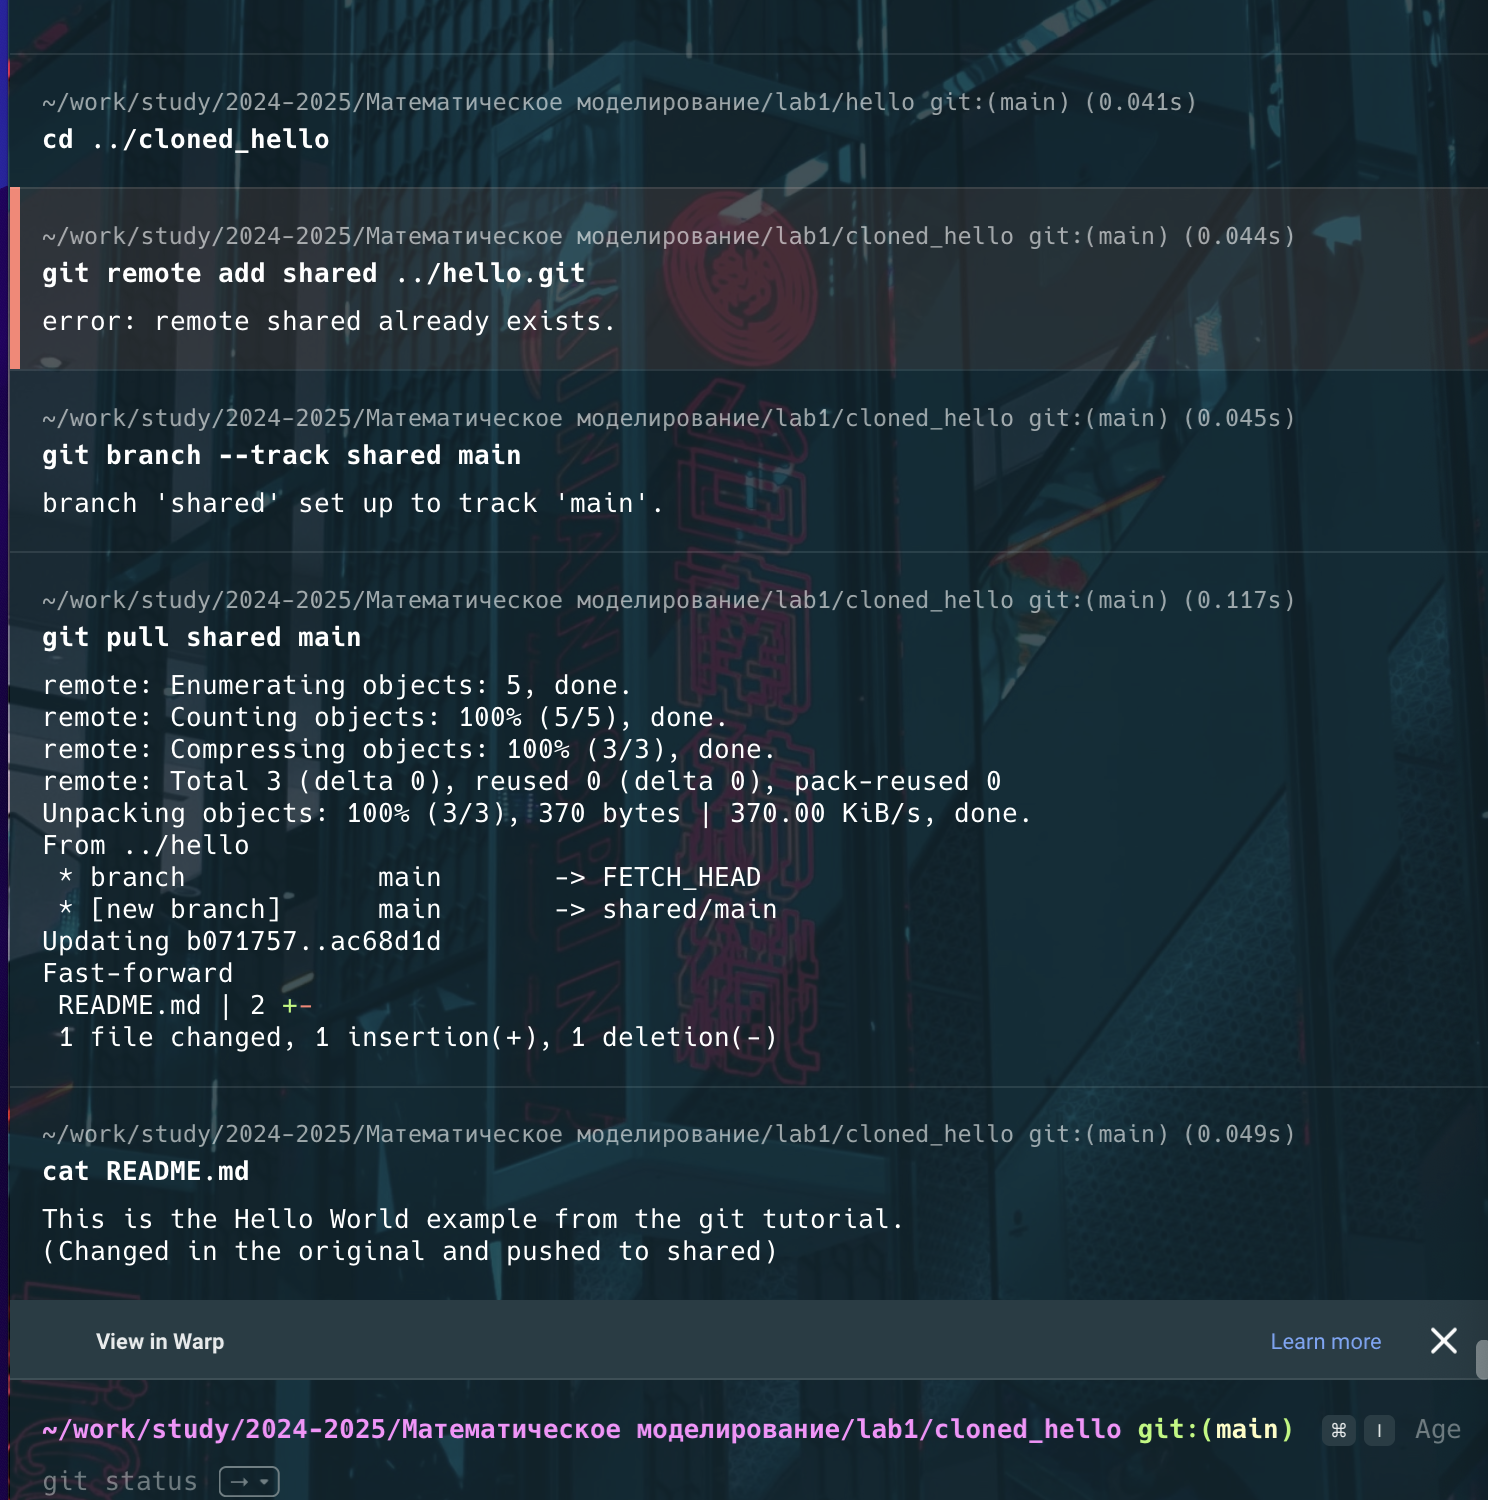 ~/work/study/2024-2025/Математическое моделирование/lab1/hello git:(main) (0.041s)
cd ../cloned_hello
~/work/study/2024-2025/Математическое моделирование/lab1/cloned_hello git:(main) (0.044s)
git remote add shared ../hello.git
error: remote shared already exists.
~/work/study/2024-2025/Математическое моделирование/lab1/cloned_hello git:(main) (0.045s)
git branch --track shared main
branch 'shared' set up to track 'main'.
~/work/study/2024-2025/Математическое моделирование/lab1/cloned_hello git:(main) (0.117s)
git pull shared main
remote: Enumerating objects: 5, done.
remote: Counting objects: 100% (5/5), done.
remote: Compressing objects: 100% (3/3), done.
remote: Total 3 (delta 0), reused 0 (delta 0), pack-reused 0
Unpacking objects: 100% (3/3), 370 bytes | 370.00 KiB/s, done.
From ../hello
 * branch            main       -> FETCH_HEAD
 * [new branch]      main       -> shared/main
Updating b071757..ac68d1d
Fast-forward
 README.md | 2 +-
 1 file changed, 1 insertion(+), 1 deletion(-)
~/work/study/2024-2025/Математическое моделирование/lab1/cloned_hello git:(main) (0.049s)
cat README.md
This is the Hello World example from the git tutorial.
(Changed in the original and pushed to shared)
View in Warp Learn more
~/work/study/2024-2025/Математическое моделирование/lab1/cloned_hello git:(main) ⌘ I Age
git status